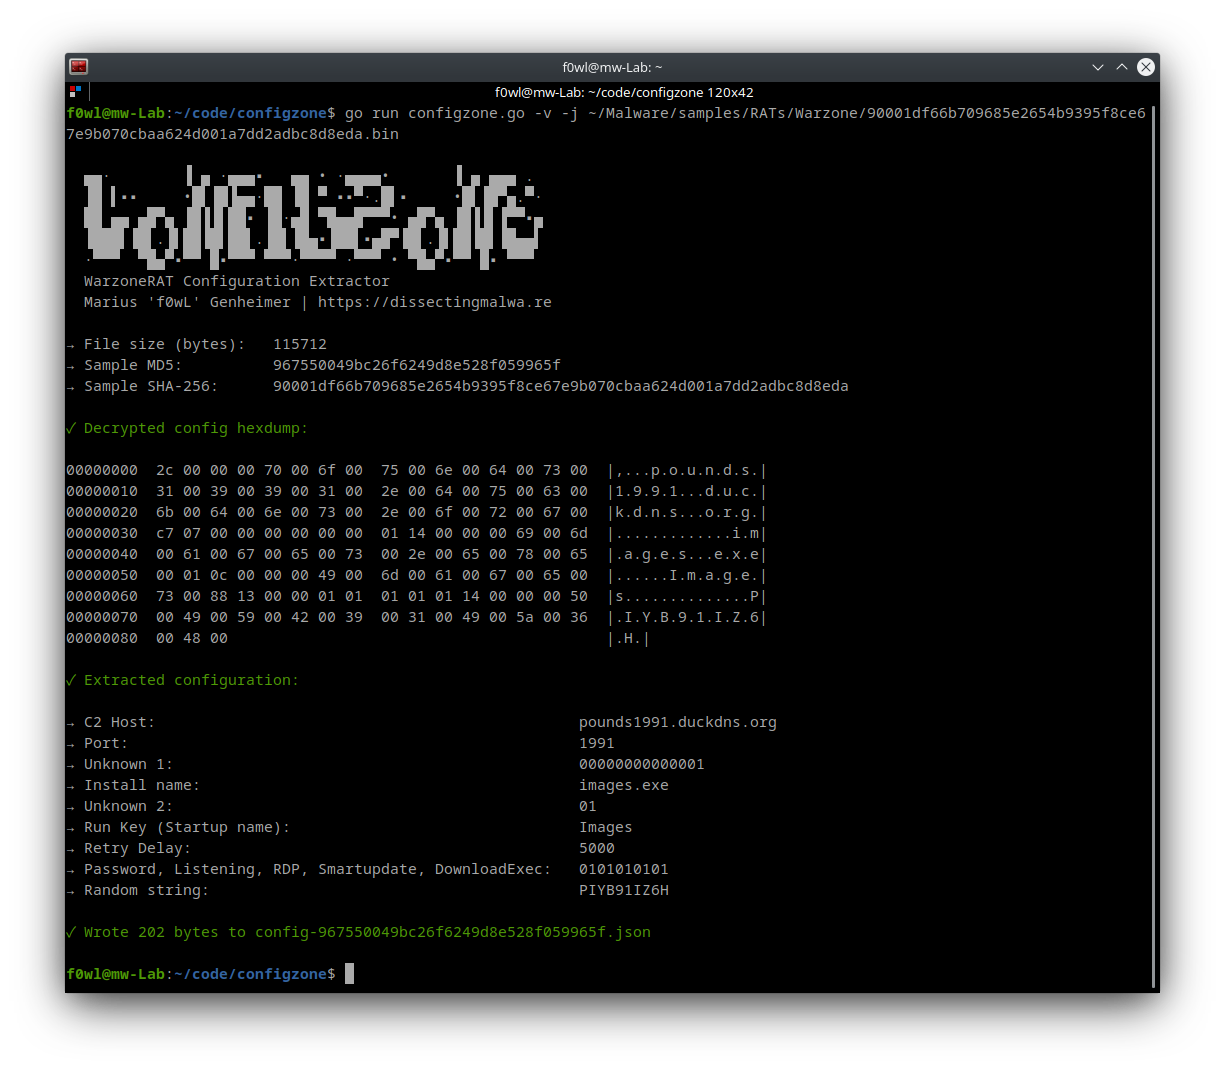 f0wl@mw-Lab: ~
f0wl@mw-Lab: ~/code/configzone 120x42
f0wl@mw-Lab:~/code/configzone$ go run configzone.go -v -j ~/Malware/samples/RATs/Warzone/90001df66b709685e2654b9395f8ce6
7e9b070cbaa624d001a7dd2adbc8d8eda.bin
configzone
WarzoneRAT Configuration Extractor
Marius 'f0wL' Genheimer | https://dissectingmalwa.re
→ File size (bytes):   115712
→ Sample MD5:          967550049bc26f6249d8e528f059965f
→ Sample SHA-256:      90001df66b709685e2654b9395f8ce67e9b070cbaa624d001a7dd2adbc8d8eda
✓ Decrypted config hexdump:
00000000  2c 00 00 00 70 00 6f 00  75 00 6e 00 64 00 73 00  |,...p.o.u.n.d.s.|
00000010  31 00 39 00 39 00 31 00  2e 00 64 00 75 00 63 00  |1.9.9.1...d.u.c.|
00000020  6b 00 64 00 6e 00 73 00  2e 00 6f 00 72 00 67 00  |k.d.n.s...o.r.g.|
00000030  c7 07 00 00 00 00 00 00  01 14 00 00 00 69 00 6d  |.............i.m|
00000040  00 61 00 67 00 65 00 73  00 2e 00 65 00 78 00 65  |.a.g.e.s...e.x.e|
00000050  00 01 0c 00 00 00 49 00  6d 00 61 00 67 00 65 00  |......I.m.a.g.e.|
00000060  73 00 88 13 00 00 01 01  01 01 01 14 00 00 00 50  |s..............P|
00000070  00 49 00 59 00 42 00 39  00 31 00 49 00 5a 00 36  |.I.Y.B.9.1.I.Z.6|
00000080  00 48 00                                          |.H.|
✓ Extracted configuration:
→ C2 Host:                                               pounds1991.duckdns.org
→ Port:                                                  1991
→ Unknown 1:                                             00000000000001
→ Install name:                                          images.exe
→ Unknown 2:                                             01
→ Run Key (Startup name):                                Images
→ Retry Delay:                                           5000
→ Password, Listening, RDP, Smartupdate, DownloadExec:   0101010101
→ Random string:                                         PIYB91IZ6H
✓ Wrote 202 bytes to config-967550049bc26f6249d8e528f059965f.json
f0wl@mw-Lab:~/code/configzone$